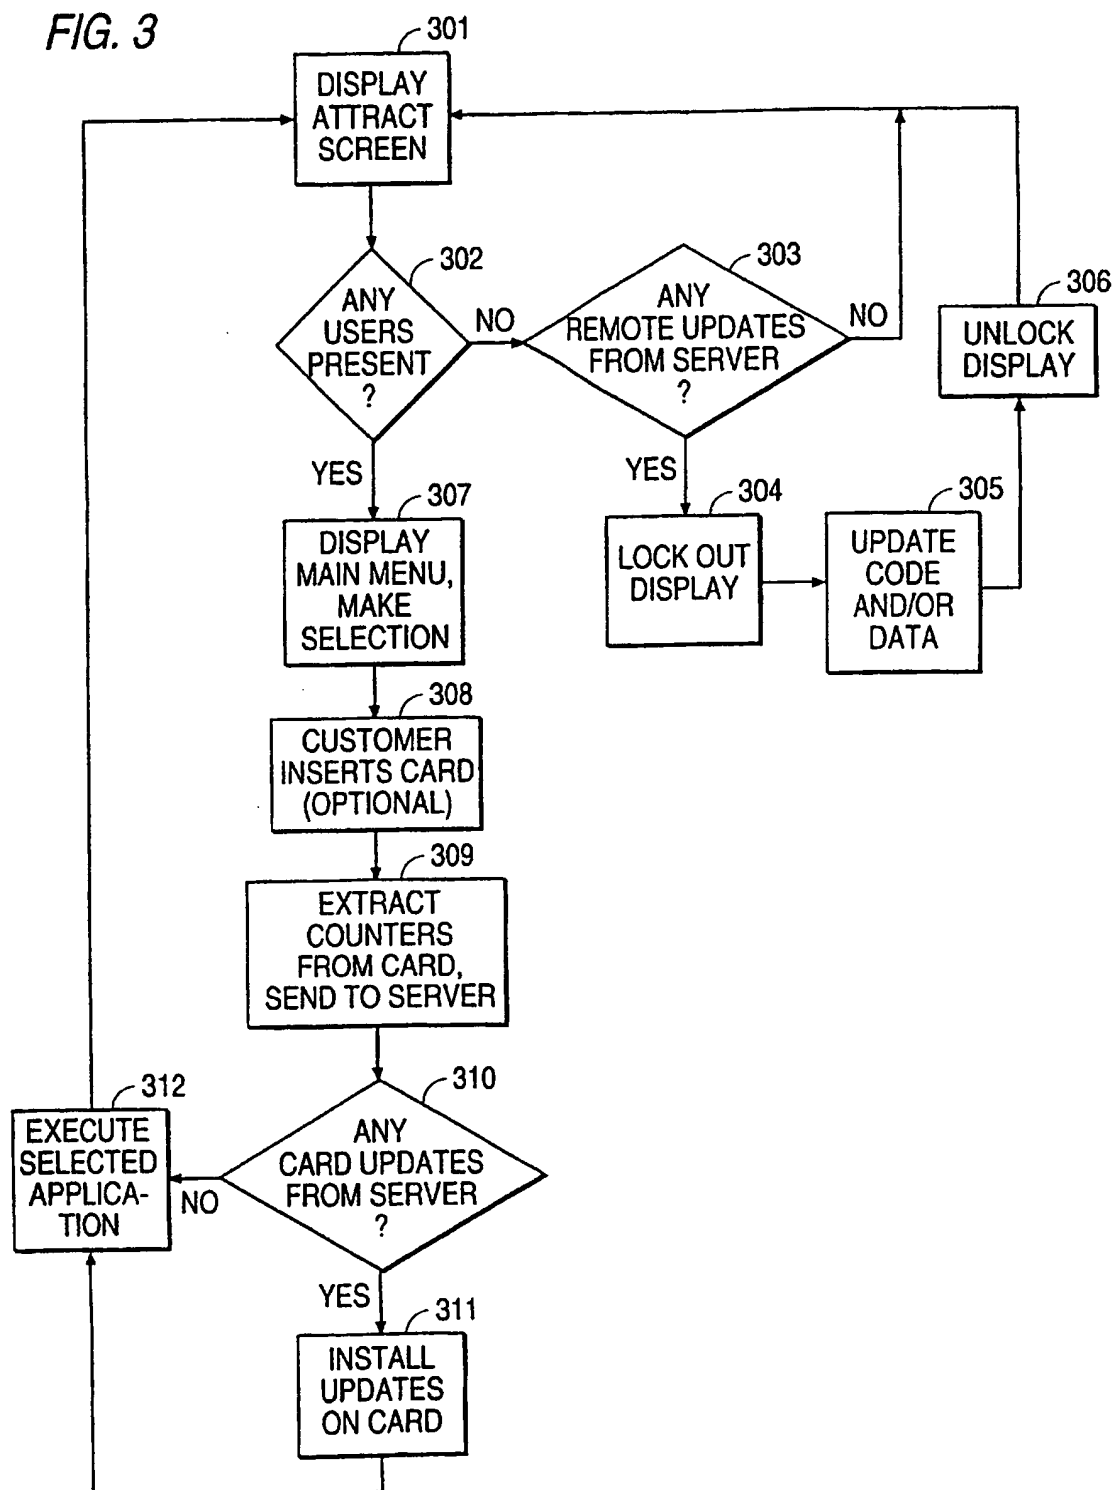 FIG. 3
301
DISPLAY
ATTRACT
SCREEN
302
ANY
USERS
PRESENT
?
NO
303
ANY
REMOTE UPDATES
FROM SERVER
?
NO
306
UNLOCK
DISPLAY
YES
YES
304
LOCK OUT
DISPLAY
305
UPDATE
CODE
AND/OR
DATA
307
DISPLAY
MAIN MENU,
MAKE
SELECTION
308
CUSTOMER
INSERTS CARD
(OPTIONAL)
309
EXTRACT
COUNTERS
FROM CARD,
SEND TO SERVER
310
ANY
CARD UPDATES
FROM SERVER
?
NO
312
EXECUTE
SELECTED
APPLICA-
TION
YES
311
INSTALL
UPDATES
ON CARD